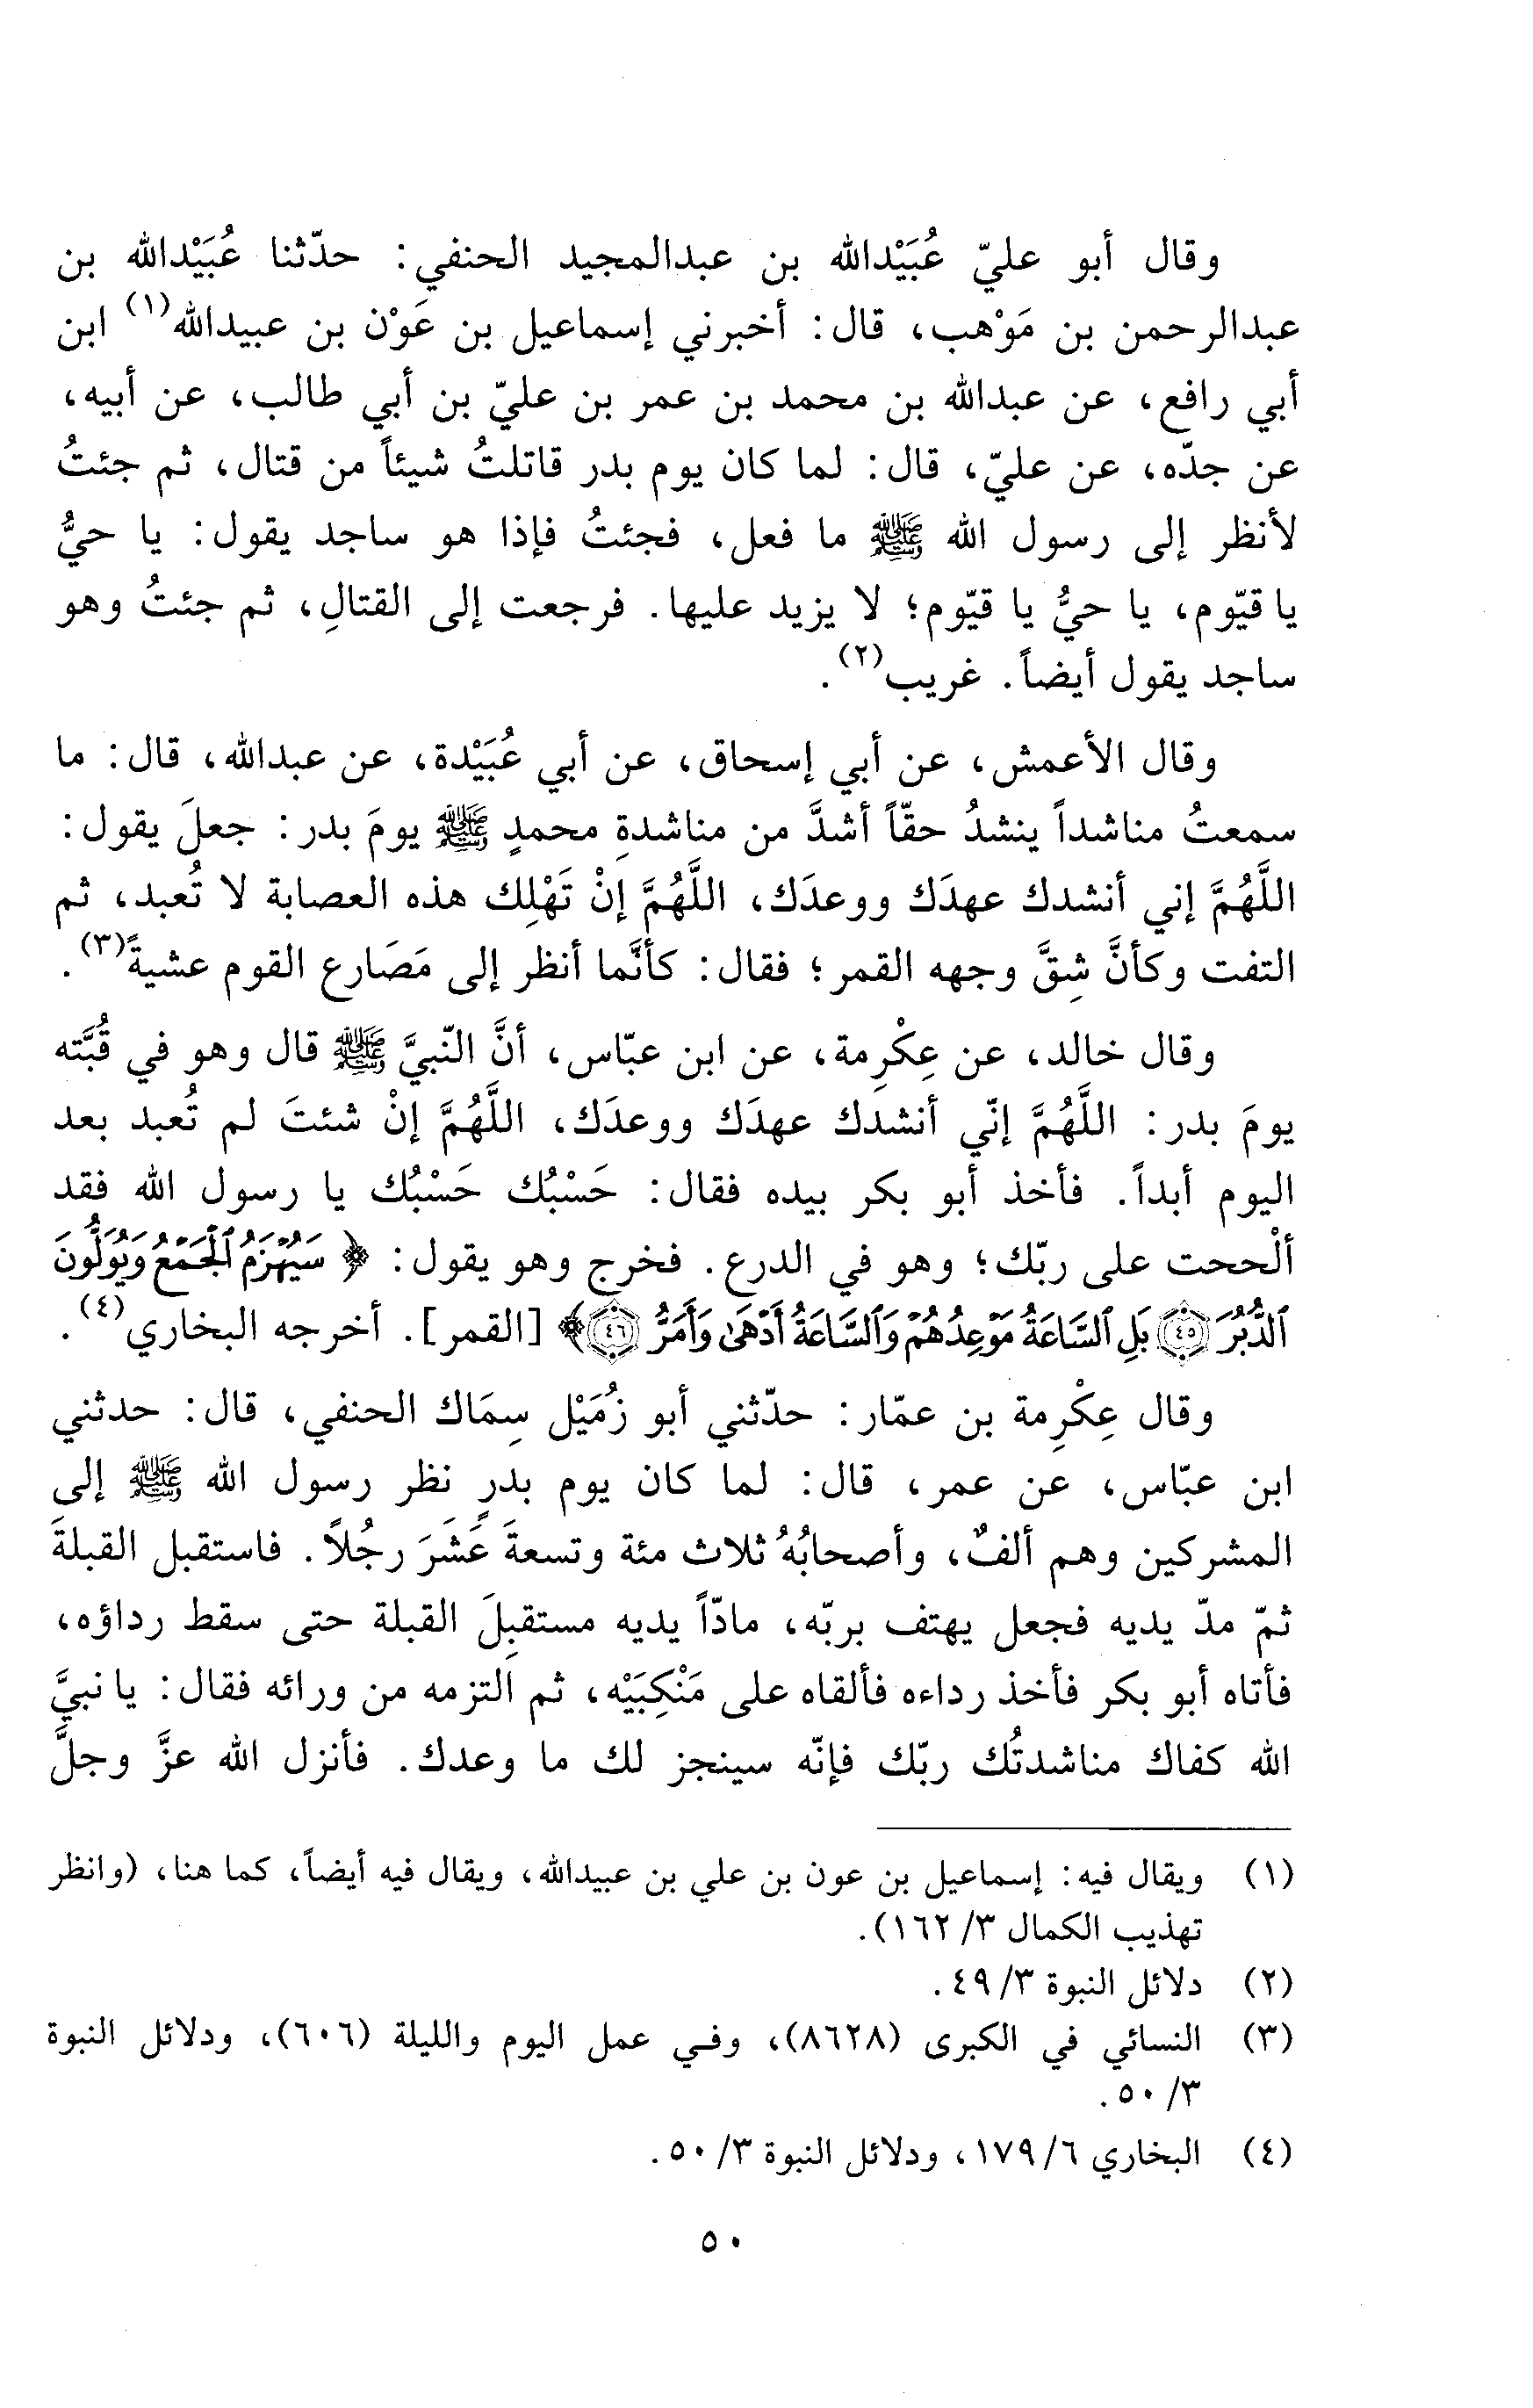 وقال أبو عليّ عُبَيْدالله بن عبدالمجيد الحنفي: حدّثنا عُبَيْدالله بن
عبدالرحمن بن مَوْهب، قال: أخبرني إسماعيل بن عَوْن بن عبيدالله(١) ابن
أبي رافع، عن عبدالله بن محمد بن عمر بن عليّ بن أبي طالب، عن أبيه،
عن جدّه، عن عليّ، قال: لما كان يوم بدر قاتلتُ شيئاً من قتال، ثم جئتُ
لأنظر إلى رسول الله ﷺ ما فعل، فجئتُ فإذا هو ساجد يقول: يا حيُّ
يا قيّوم، يا حيُّ يا قيّوم؛ لا يزيد عليها. فرجعت إلى القتالِ، ثم جئتُ وهو
ساجد يقول أيضاً. غريب(٢).
وقال الأعمش، عن أبي إسحاق، عن أبي عُبَيْدة، عن عبدالله، قال: ما
سمعتُ مناشداً ينشدُ حقّاً أشدَّ من مناشدةِ محمدٍ ﷺ يومَ بدر: جعلَ يقول:
اللَّهُمَّ إني أنشدك عهدَك ووعدَك، اللَّهُمَّ إنْ تَهْلِك هذه العصابة لا تُعبد، ثم
التفت وكأنَّ شِقَّ وجهه القمر؛ فقال: كأنَّما أنظر إلى مَصَارع القوم عشيةً(٣).
وقال خالد، عن عِكْرِمة، عن ابن عبّاس، أنَّ النّبيَّ ﷺ قال وهو في قُبَّته
يومَ بدر: اللَّهُمَّ إنّي أنشدك عهدَك ووعدَك، اللَّهُمَّ إنْ شئتَ لم تُعبد بعد
اليوم أبداً. فأخذ أبو بكر بيده فقال: حَسْبُك حَسْبُك يا رسول الله فقد
ألْححت على ربّك؛ وهو في الدرع. فخرج وهو يقول: ﴿ سَيُهْزَمُ ٱلْجَمْعُ وَيُوَلُّونَ
ٱلدُّبُرَ ٤٥ بَلِ ٱلسَّاعَةُ مَوْعِدُهُمْ وَٱلسَّاعَةُ أَدْهَىٰ وَأَمَرُّ ٤٦ ﴾ [القمر]. أخرجه البخاري(٤).
وقال عِكْرِمة بن عمّار: حدّثني أبو زُمَيْل سِمَاك الحنفي، قال: حدثني
ابن عبّاس، عن عمر، قال: لما كان يوم بدرٍ نظر رسول الله ﷺ إلى
المشركين وهم ألفٌ، وأصحابُهُ ثلاث مئة وتسعةَ عَشَرَ رجُلاً. فاستقبل القبلةَ
ثمّ مدّ يديه فجعل يهتف بربّه، مادّاً يديه مستقبِلَ القبلة حتى سقط رداؤه،
فأتاه أبو بكر فأخذ رداءه فألقاه على مَنْكِبَيْه، ثم التزمه من ورائه فقال: يا نبيَّ
الله كفاك مناشدتُك ربّك فإنّه سينجز لك ما وعدك. فأنزل الله عزَّ وجلَّ
(١) ويقال فيه: إسماعيل بن عون بن علي بن عبيدالله، ويقال فيه أيضاً، كما هنا، (وانظر
تهذيب الكمال ٣/ ١٦٢).
(٢) دلائل النبوة ٣/ ٤٩.
(٣) النسائي في الكبرى (٨٦٢٨)، وفي عمل اليوم والليلة (٦٠٦)، ودلائل النبوة
٣/ ٥٠.
(٤) البخاري ٦/ ١٧٩، ودلائل النبوة ٣/ ٥٠.
٥٠